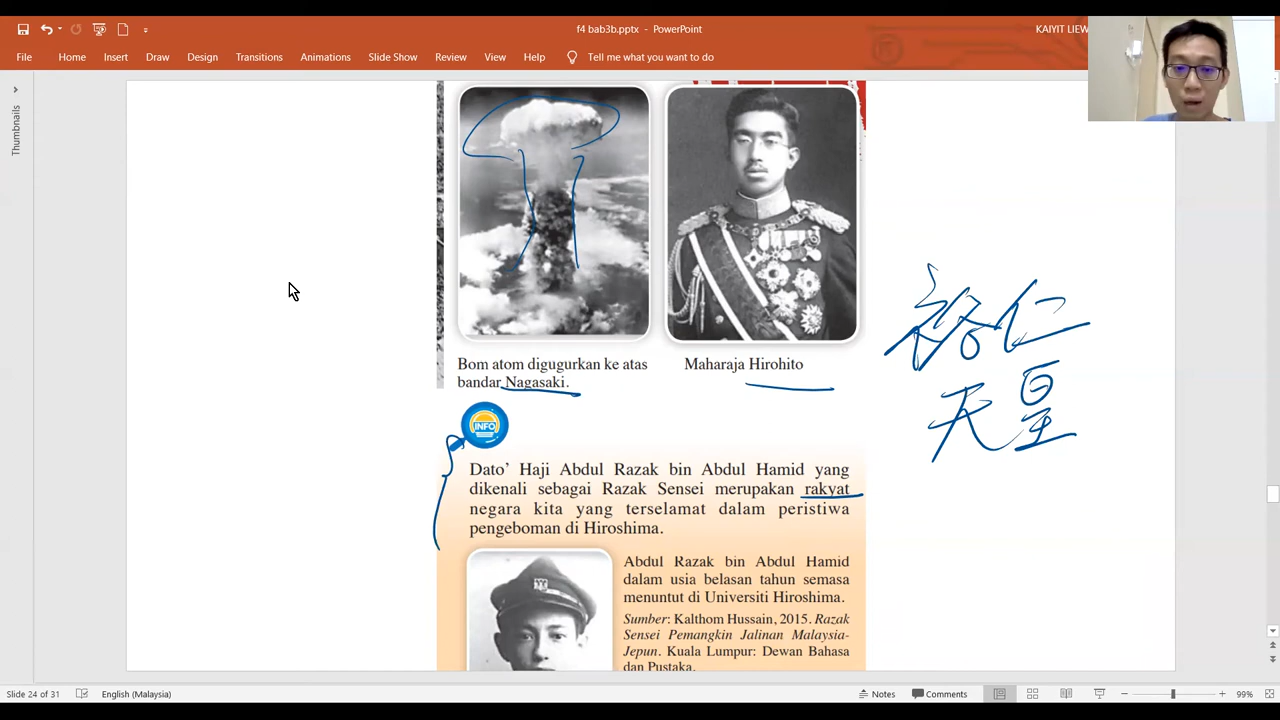 f4 bab3b.pptx - PowerPoint
KAIYIT LIEW
File Home Insert Draw Design Transitions Animations Slide Show Review View Help Tell me what you want to do
Thumbnails
Bom atom digugurkan ke atas
bandar Nagasaki.
Maharaja Hirohito
裕仁
天皇
INFO
Dato' Haji Abdul Razak bin Abdul Hamid yang
dikenali sebagai Razak Sensei merupakan rakyat
negara kita yang terselamat dalam peristiwa
pengeboman di Hiroshima.
Abdul Razak bin Abdul Hamid
dalam usia belasan tahun semasa
menuntut di Universiti Hiroshima.
Sumber: Kalthom Hussain, 2015. Razak
Sensei Pemangkin Jalinan Malaysia-
Jepun. Kuala Lumpur: Dewan Bahasa
dan Pustaka.
Slide 24 of 31 English (Malaysia) Notes Comments 99%